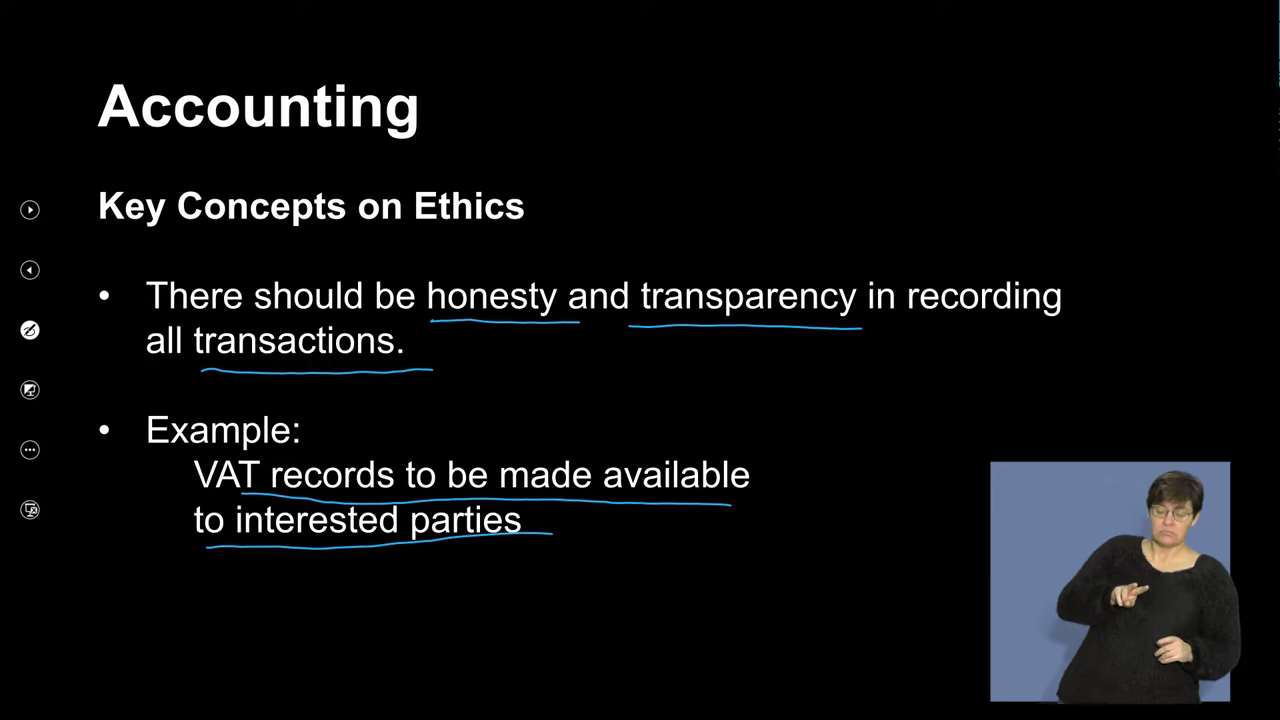 Accounting
Key Concepts on Ethics
• There should be honesty and transparency in recording
all transactions.
• Example:
VAT records to be made available
to interested parties